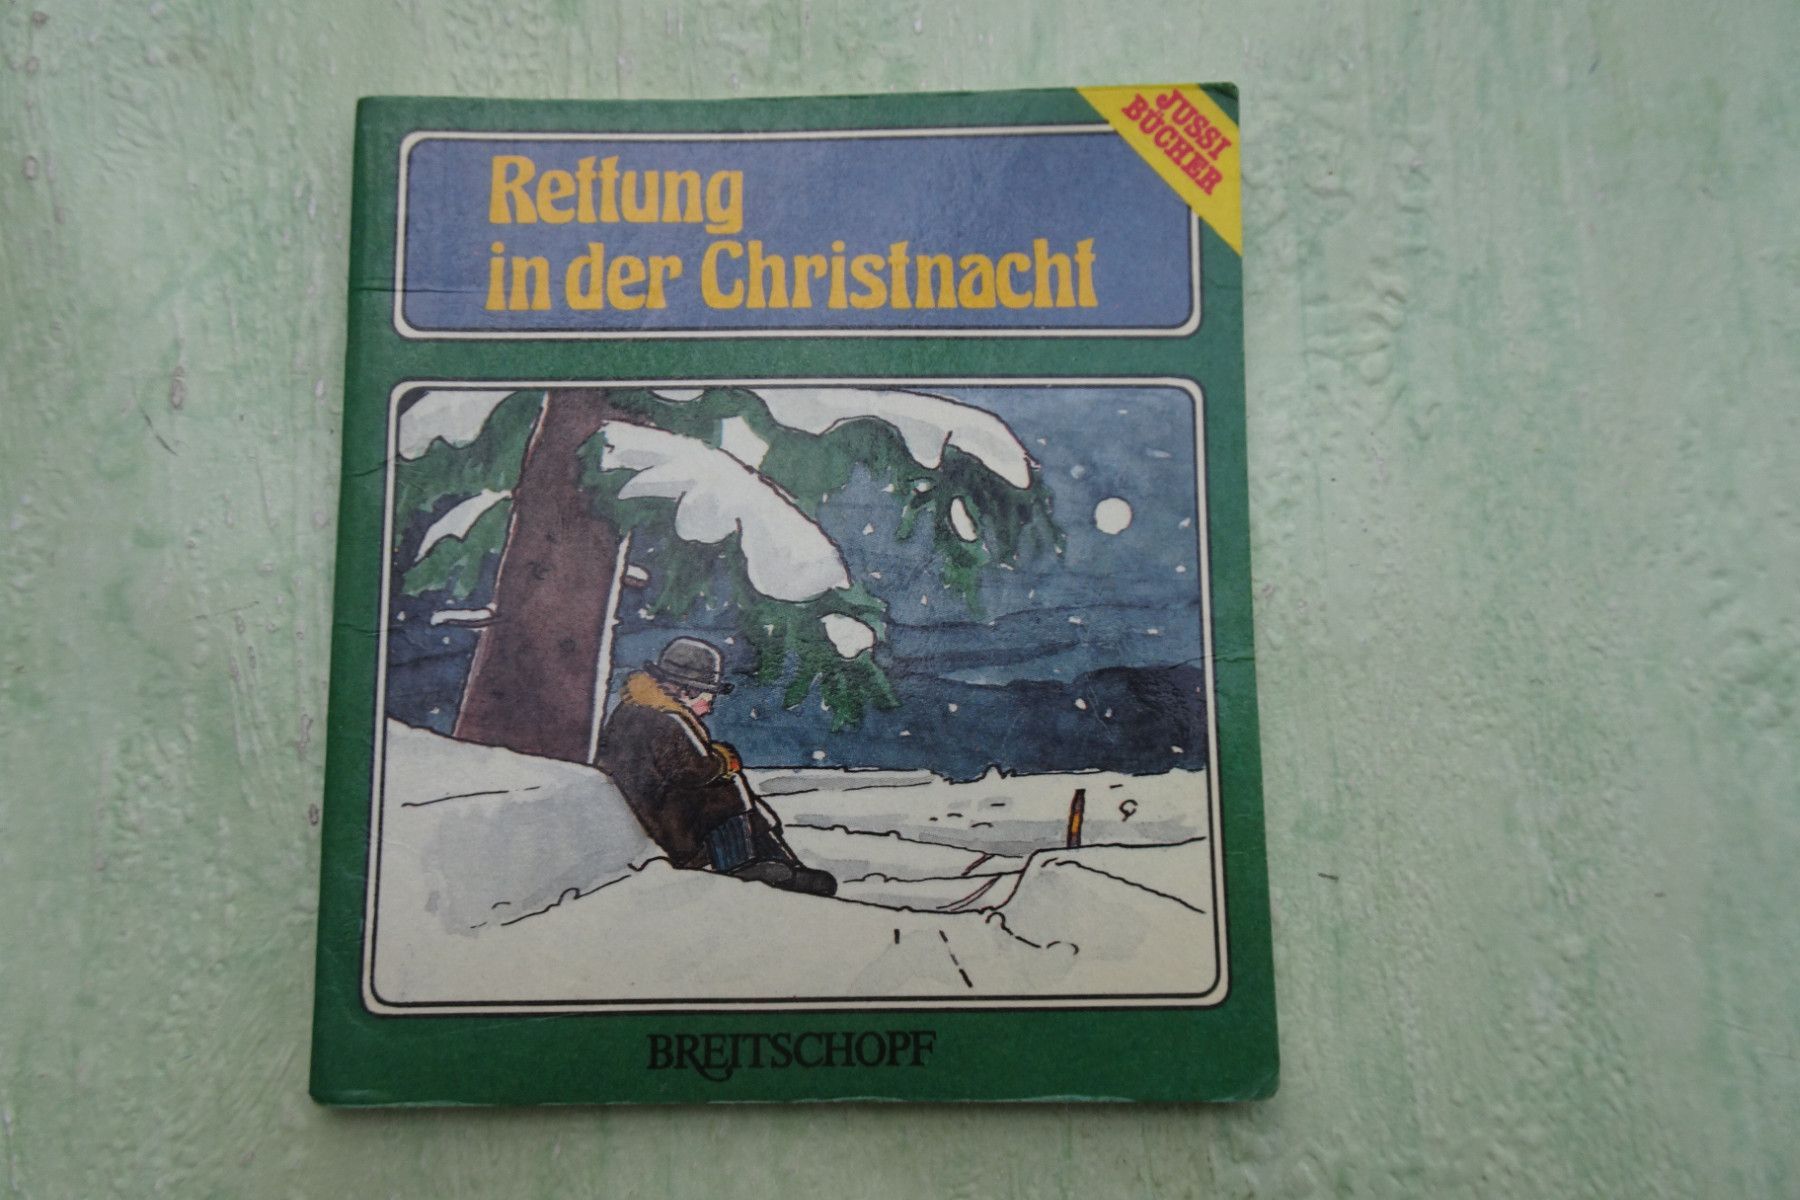 JUSSI
BÜCHER
Rettung
in der Christnacht
BREITSCHOPF